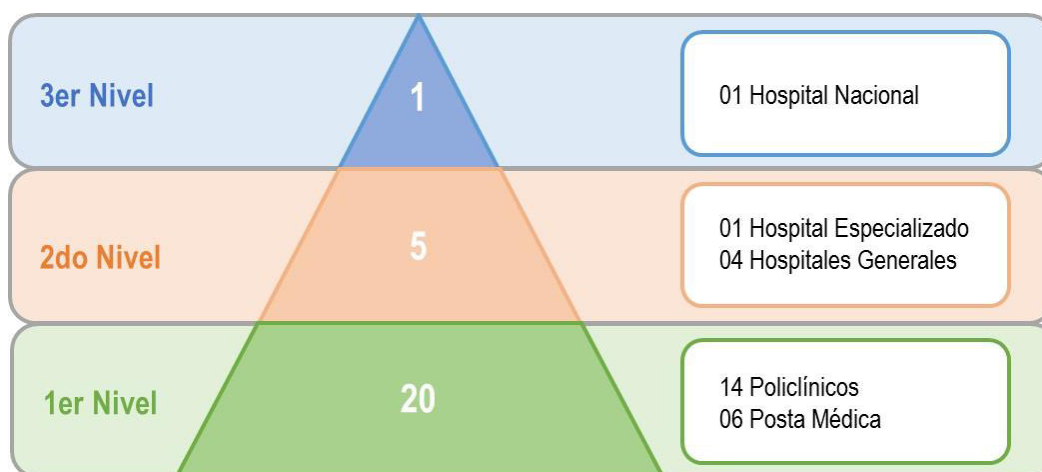 3er Nivel
1
01 Hospital Nacional
2do Nivel
5
01 Hospital Especializado
04 Hospitales Generales
1er Nivel
20
14 Policlínicos
06 Posta Médica